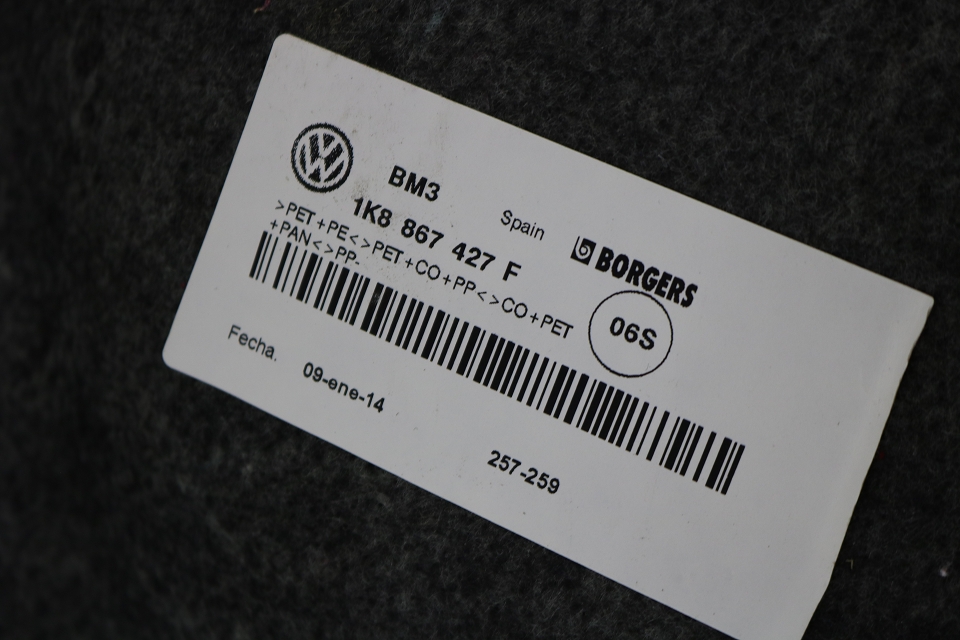 BM3
1K8 867 427 F
Spain
BORGERS
>PET+PE<>PET+CO+PP<>CO+PET
+PAN<>PP-
06S
Fecha.
09-ene-14
257-259